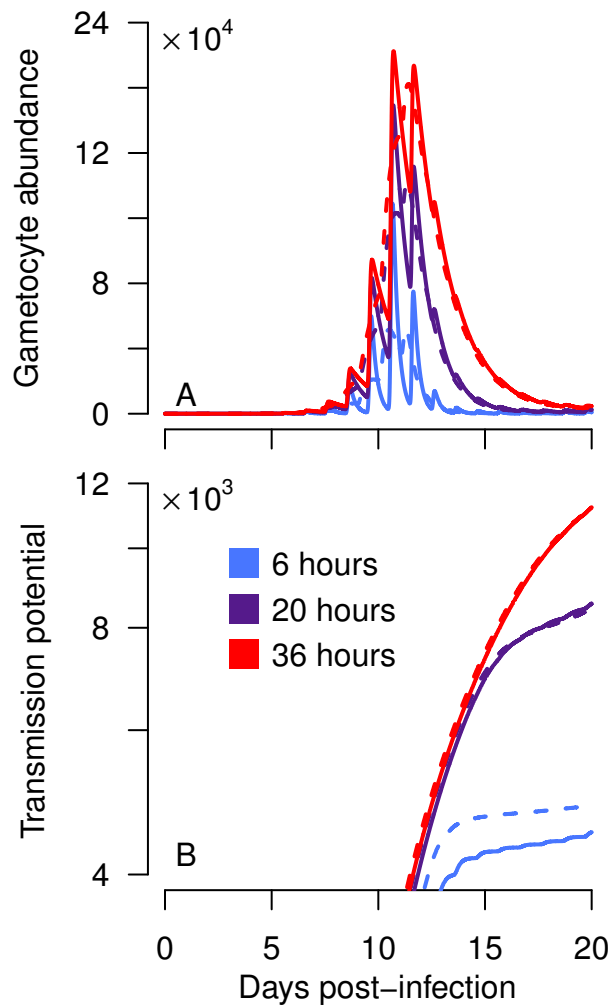 24
×10⁴
12
8
4
0
Gametocyte abundance
A
12
×10³
8
4
Transmission potential
6 hours
20 hours
36 hours
B
0 5 10 15 20
Days post−infection